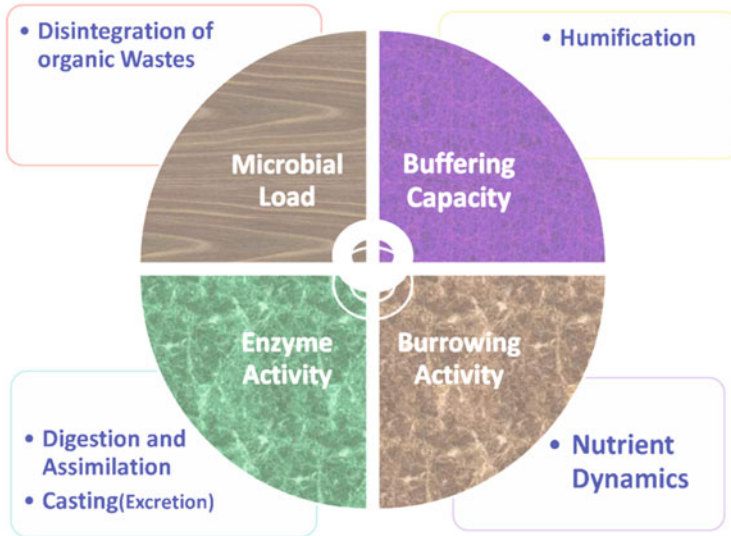 • Disintegration of
organic Wastes
• Humification
Microbial
Load
Buffering
Capacity
Enzyme
Activity
Burrowing
Activity
• Digestion and
Assimilation
• Casting(Excretion)
• Nutrient
Dynamics